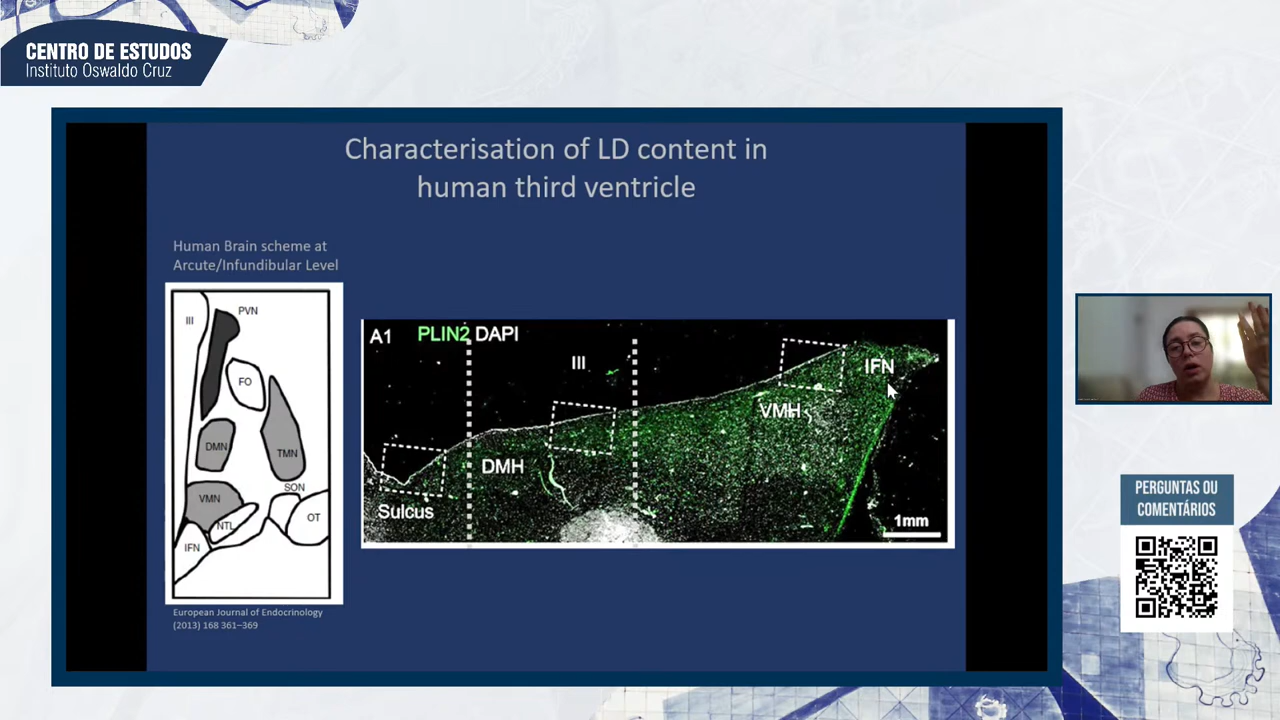 CENTRO DE ESTUDOS
Instituto Oswaldo Cruz
Characterisation of LD content in
human third ventricle
Human Brain scheme at
Arcute/Infundibular Level
III
PVN
FO
DMN
TMN
VMN
SON
NTL
OT
IFN
European Journal of Endocrinology
(2013) 168 361–369
A1
PLIN2 DAPI
III
IFN
VMH
DMH
Sulcus
1mm
PERGUNTAS OU
COMENTÁRIOS